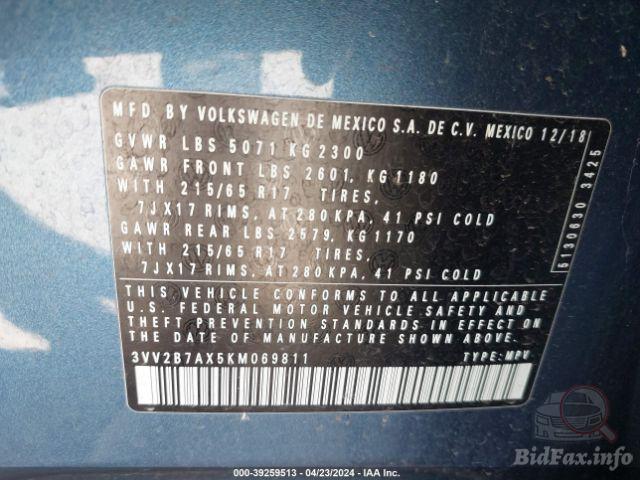 MFD. BY VOLKSWAGEN DE MEXICO S.A. DE C.V. MEXICO 12/18
GVWR LBS 5071 KG 2300
GAWR FRONT LBS 2601, KG 1180
WITH 215/65 R17 TIRES,
7JX17 RIMS, AT 280 KPA, 41 PSI COLD
GAWR REAR LBS 2579, KG 1170
WITH 215/65 R17 TIRES,
7JX17 RIMS, AT 280 KPA, 41 PSI COLD
THIS VEHICLE CONFORMS TO ALL APPLICABLE
U.S. FEDERAL MOTOR VEHICLE SAFETY AND
THEFT PREVENTION STANDARDS IN EFFECT ON
THE DATE OF MANUFACTURE SHOWN ABOVE.
3VV2B7AX5KM069811 TYPE: MPV
5130630 3425
000-39259513 - 04/23/2024 - IAA Inc.
BidFax.info